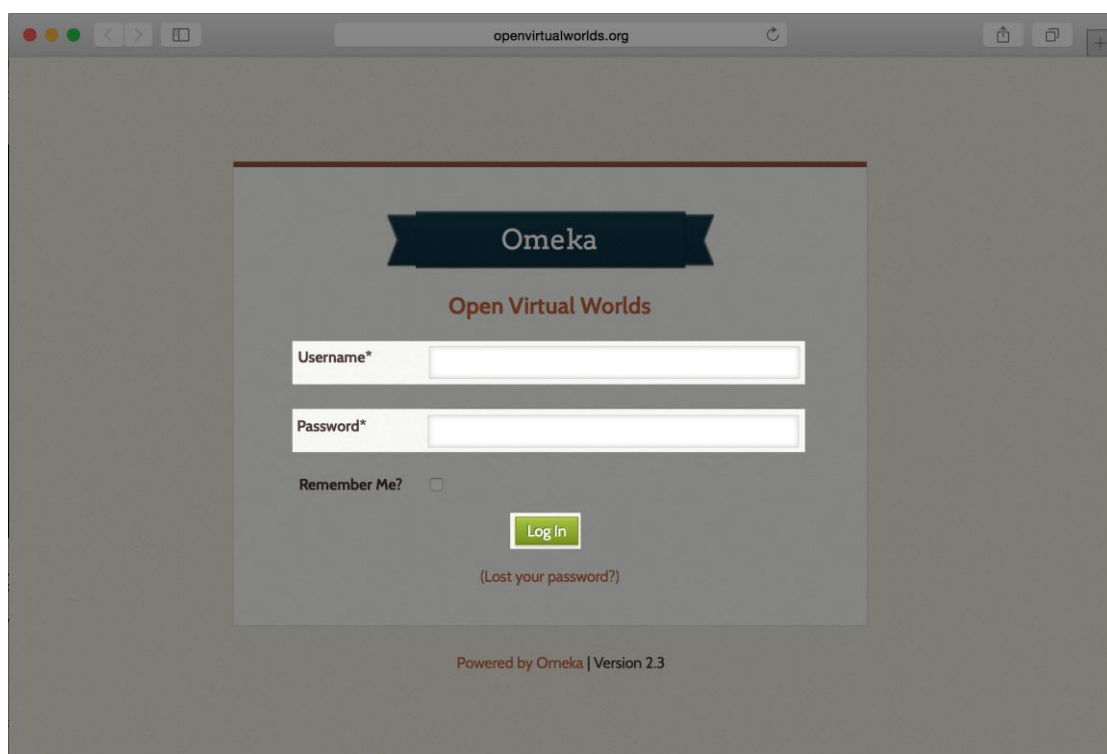 openvirtualworlds.org
Omeka
Open Virtual Worlds
Username*
Password*
Remember Me?
Log In
(Lost your password?)
Powered by Omeka | Version 2.3